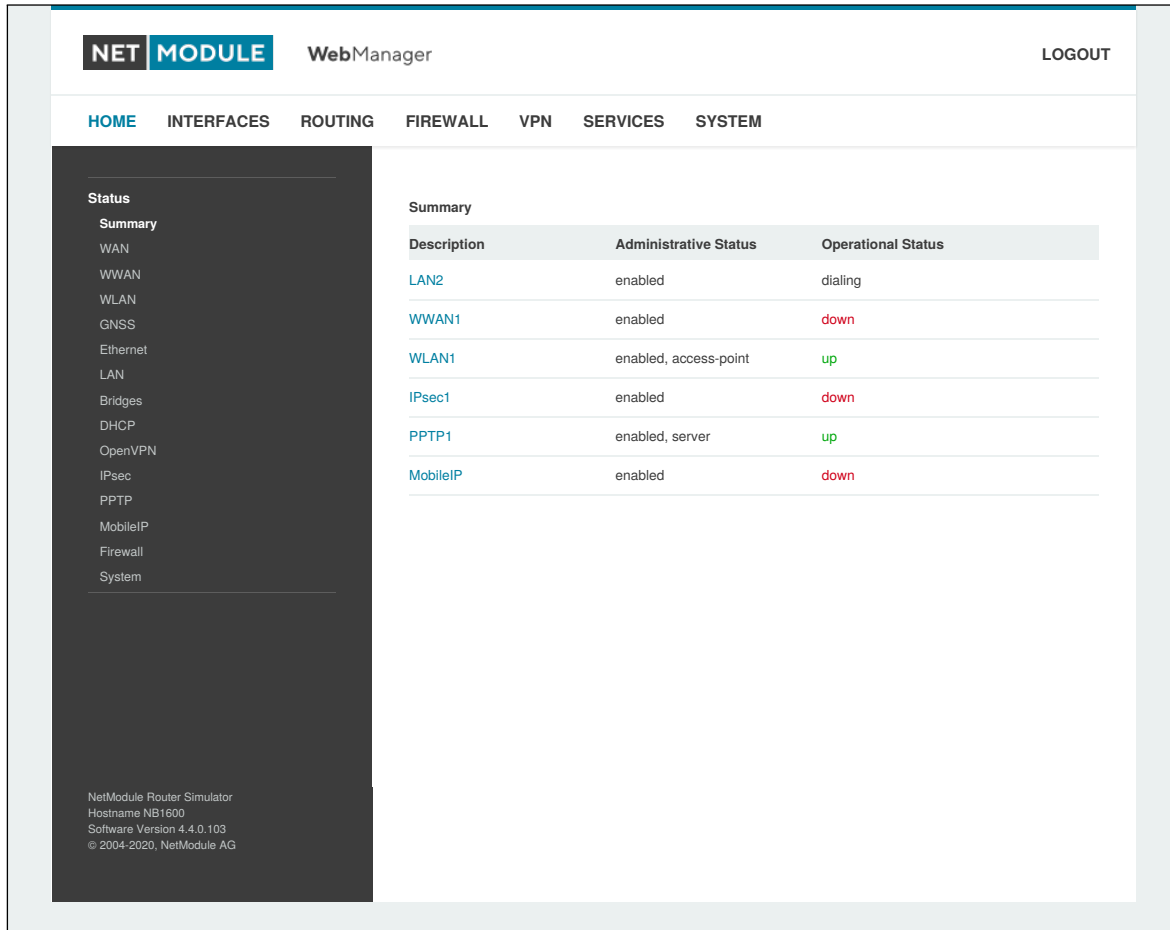 NET MODULE WebManager LOGOUT
HOME INTERFACES ROUTING FIREWALL VPN SERVICES SYSTEM
Status
Summary
WAN
WWAN
WLAN
GNSS
Ethernet
LAN
Bridges
DHCP
OpenVPN
IPsec
PPTP
MobileIP
Firewall
System
NetModule Router Simulator
Hostname NB1600
Software Version 4.4.0.103
© 2004-2020, NetModule AG
Summary
Description Administrative Status Operational Status
LAN2 enabled dialing
WWAN1 enabled down
WLAN1 enabled, access-point up
IPsec1 enabled down
PPTP1 enabled, server up
MobileIP enabled down